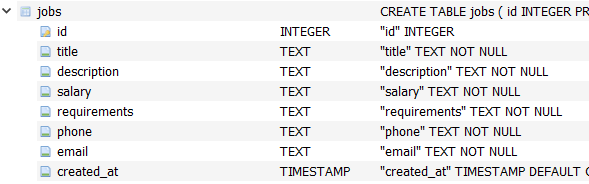 jobs CREATE TABLE jobs ( id INTEGER PR
id INTEGER "id" INTEGER
title TEXT "title" TEXT NOT NULL
description TEXT "description" TEXT NOT NULL
salary TEXT "salary" TEXT NOT NULL
requirements TEXT "requirements" TEXT NOT NULL
phone TEXT "phone" TEXT NOT NULL
email TEXT "email" TEXT NOT NULL
created_at TIMESTAMP "created_at" TIMESTAMP DEFAULT